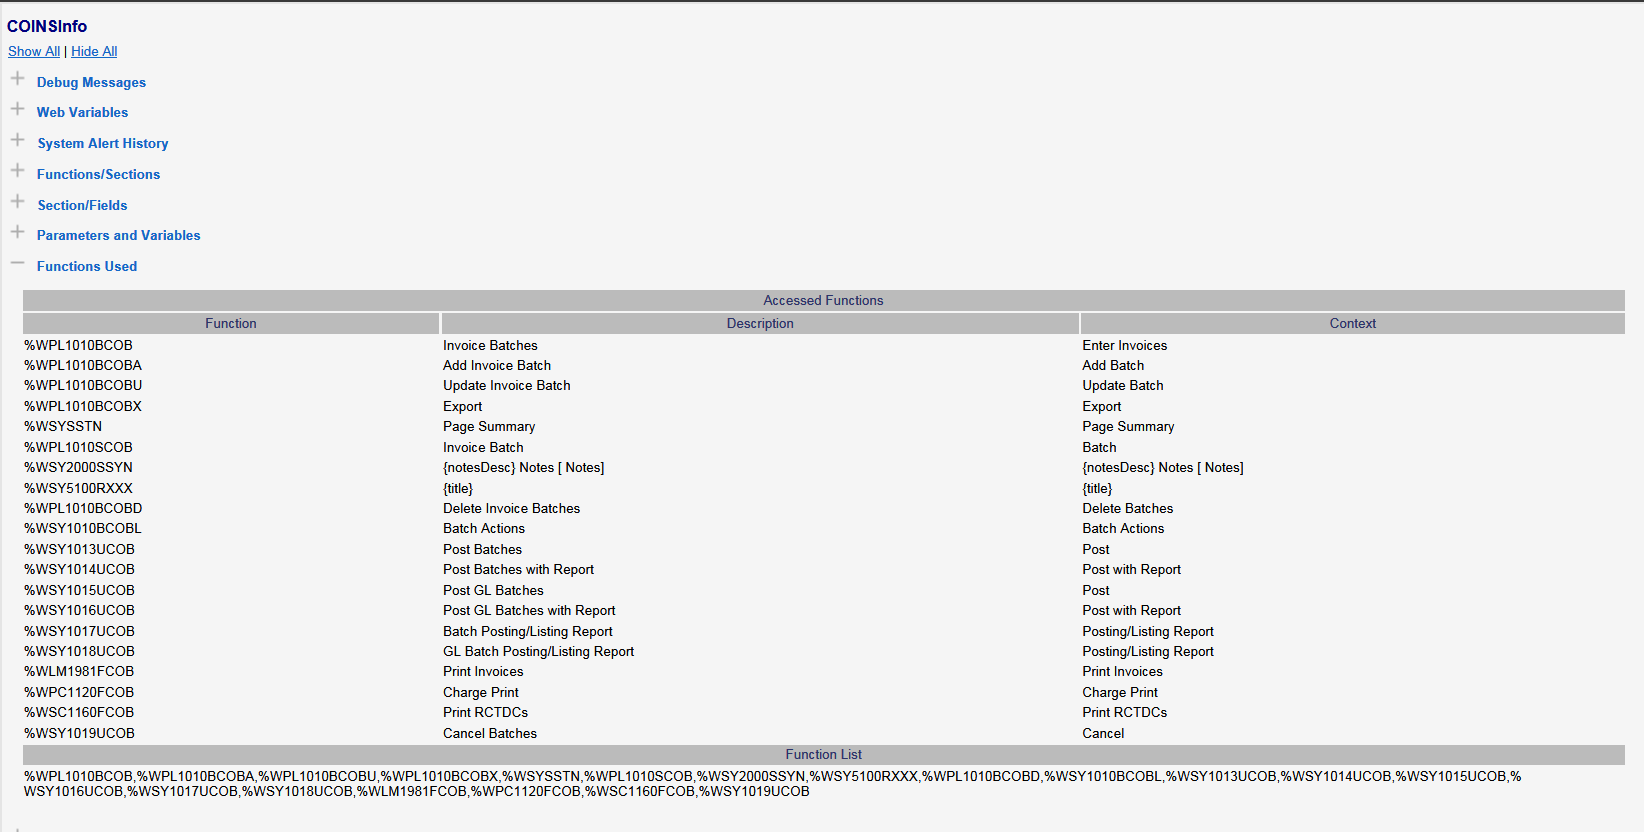 COINSInfo
Show All | Hide All
Debug Messages
Web Variables
System Alert History
Functions/Sections
Section/Fields
Parameters and Variables
Functions Used
Accessed Functions
Function Description Context
%WPL1010BCOB Invoice Batches Enter Invoices
%WPL1010BCOBA Add Invoice Batch Add Batch
%WPL1010BCOBU Update Invoice Batch Update Batch
%WPL1010BCOBX Export Export
%WSYSSTN Page Summary Page Summary
%WPL1010SCOB Invoice Batch Batch
%WSY2000SSYN {notesDesc} Notes [ Notes] {notesDesc} Notes [ Notes]
%WSY5100RXXX {title} {title}
%WPL1010BCOBD Delete Invoice Batches Delete Batches
%WSY1010BCOBL Batch Actions Batch Actions
%WSY1013UCOB Post Batches Post
%WSY1014UCOB Post Batches with Report Post with Report
%WSY1015UCOB Post GL Batches Post
%WSY1016UCOB Post GL Batches with Report Post with Report
%WSY1017UCOB Batch Posting/Listing Report Posting/Listing Report
%WSY1018UCOB GL Batch Posting/Listing Report Posting/Listing Report
%WLM1981FCOB Print Invoices Print Invoices
%WPC1120FCOB Charge Print Charge Print
%WSC1160FCOB Print RCTDCs Print RCTDCs
%WSY1019UCOB Cancel Batches Cancel
Function List
%WPL1010BCOB,%WPL1010BCOBA,%WPL1010BCOBU,%WPL1010BCOBX,%WSYSSTN,%WPL1010SCOB,%WSY2000SSYN,%WSY5100RXXX,%WPL1010BCOBD,%WSY1010BCOBL,%WSY1013UCOB,%WSY1014UCOB,%WSY1015UCOB,%
WSY1016UCOB,%WSY1017UCOB,%WSY1018UCOB,%WLM1981FCOB,%WPC1120FCOB,%WSC1160FCOB,%WSY1019UCOB